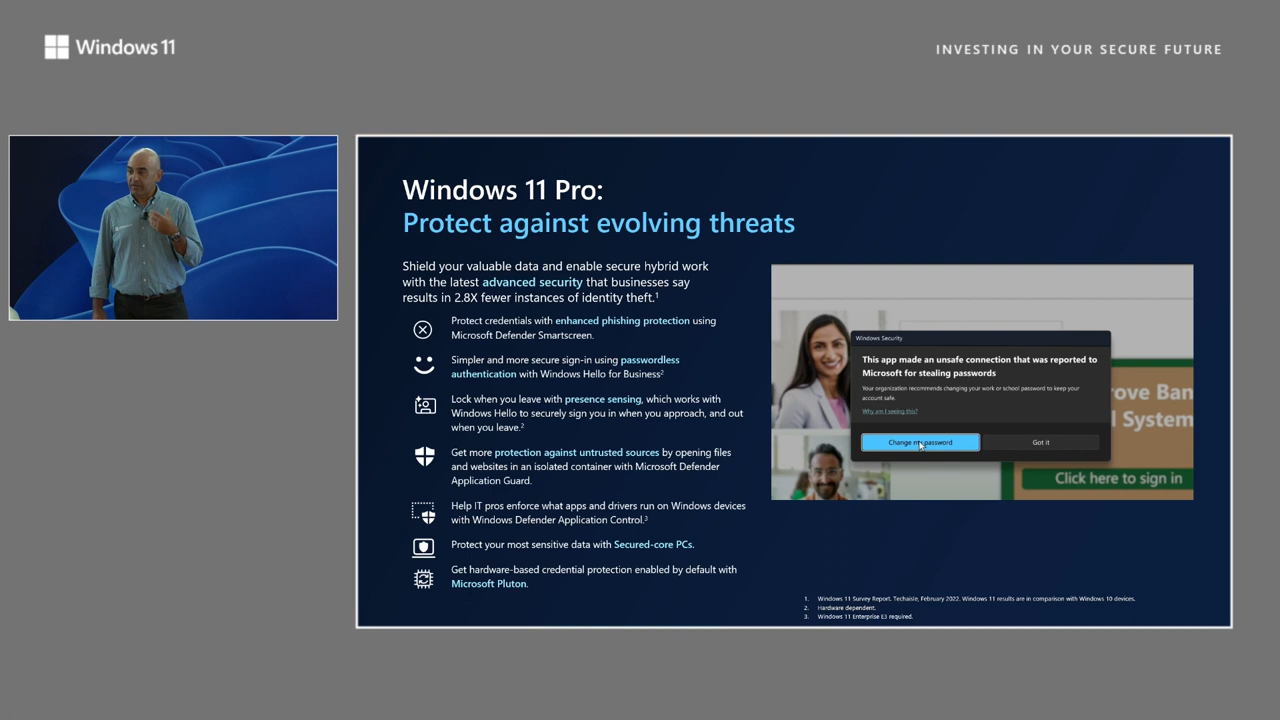 Windows 11
INVESTING IN YOUR SECURE FUTURE
Windows 11 Pro:
Protect against evolving threats
Shield your valuable data and enable secure hybrid work
with the latest advanced security that businesses say
results in 2.8X fewer instances of identity theft.¹
Protect credentials with enhanced phishing protection using
Microsoft Defender Smartscreen.
Simpler and more secure sign-in using passwordless
authentication with Windows Hello for Business²
Lock when you leave with presence sensing, which works with
Windows Hello to securely sign you in when you approach, and out
when you leave.²
Get more protection against untrusted sources by opening files
and websites in an isolated container with Microsoft Defender
Application Guard.
Help IT pros enforce what apps and drivers run on Windows devices
with Windows Defender Application Control.³
Protect your most sensitive data with Secured-core PCs.
Get hardware-based credential protection enabled by default with
Microsoft Pluton.
Windows Security
This app made an unsafe connection that was reported to
Microsoft for stealing passwords
Your organization recommends changing your work or school password to keep your
account safe.
Why am I seeing this?
Change my password
Got it
rove Ban
l System
Click here to sign in
1. Windows 11 Survey Report. Techaisle, February 2022. Windows 11 results are in comparison with Windows 10 devices.
2. Hardware dependent.
3. Windows 11 Enterprise E3 required.